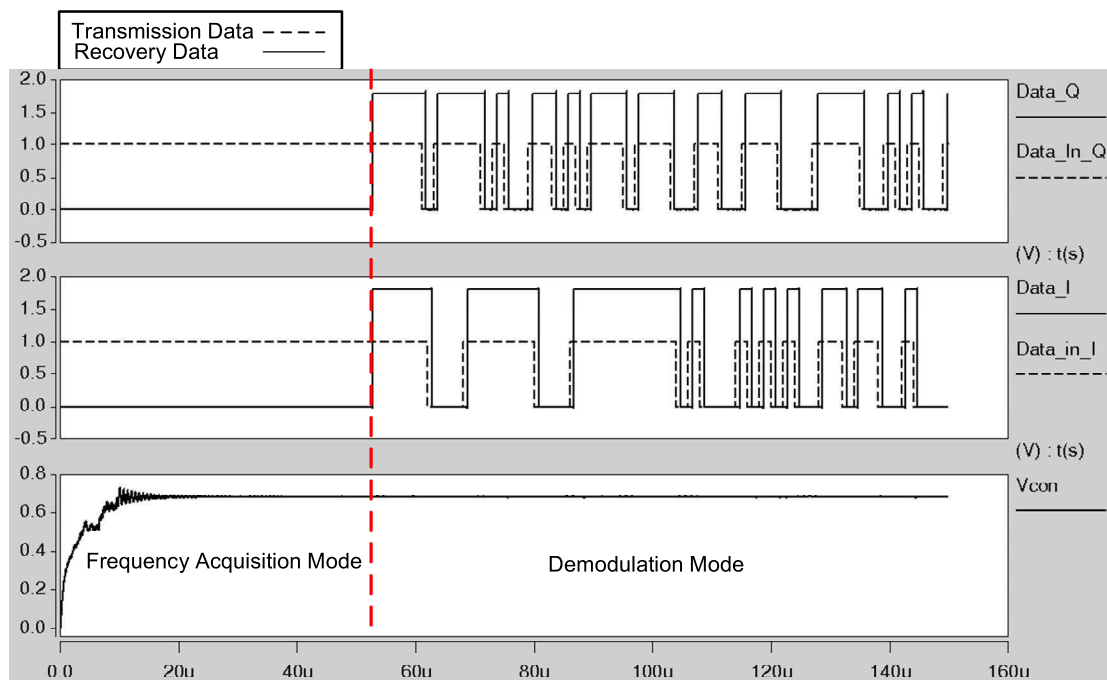 Transmission Data
Recovery Data
2.0
1.5
1.0
0.5
0.0
-0.5
Data_Q
Data_In_Q
(V) : t(s)
2.0
1.5
1.0
0.5
0.0
-0.5
Data_I
Data_in_I
(V) : t(s)
0.8
0.6
0.4
0.2
0.0
Vcon
Frequency Acquisition Mode
Demodulation Mode
0.0 20u 40u 60u 80u 100u 120u 140u 160u